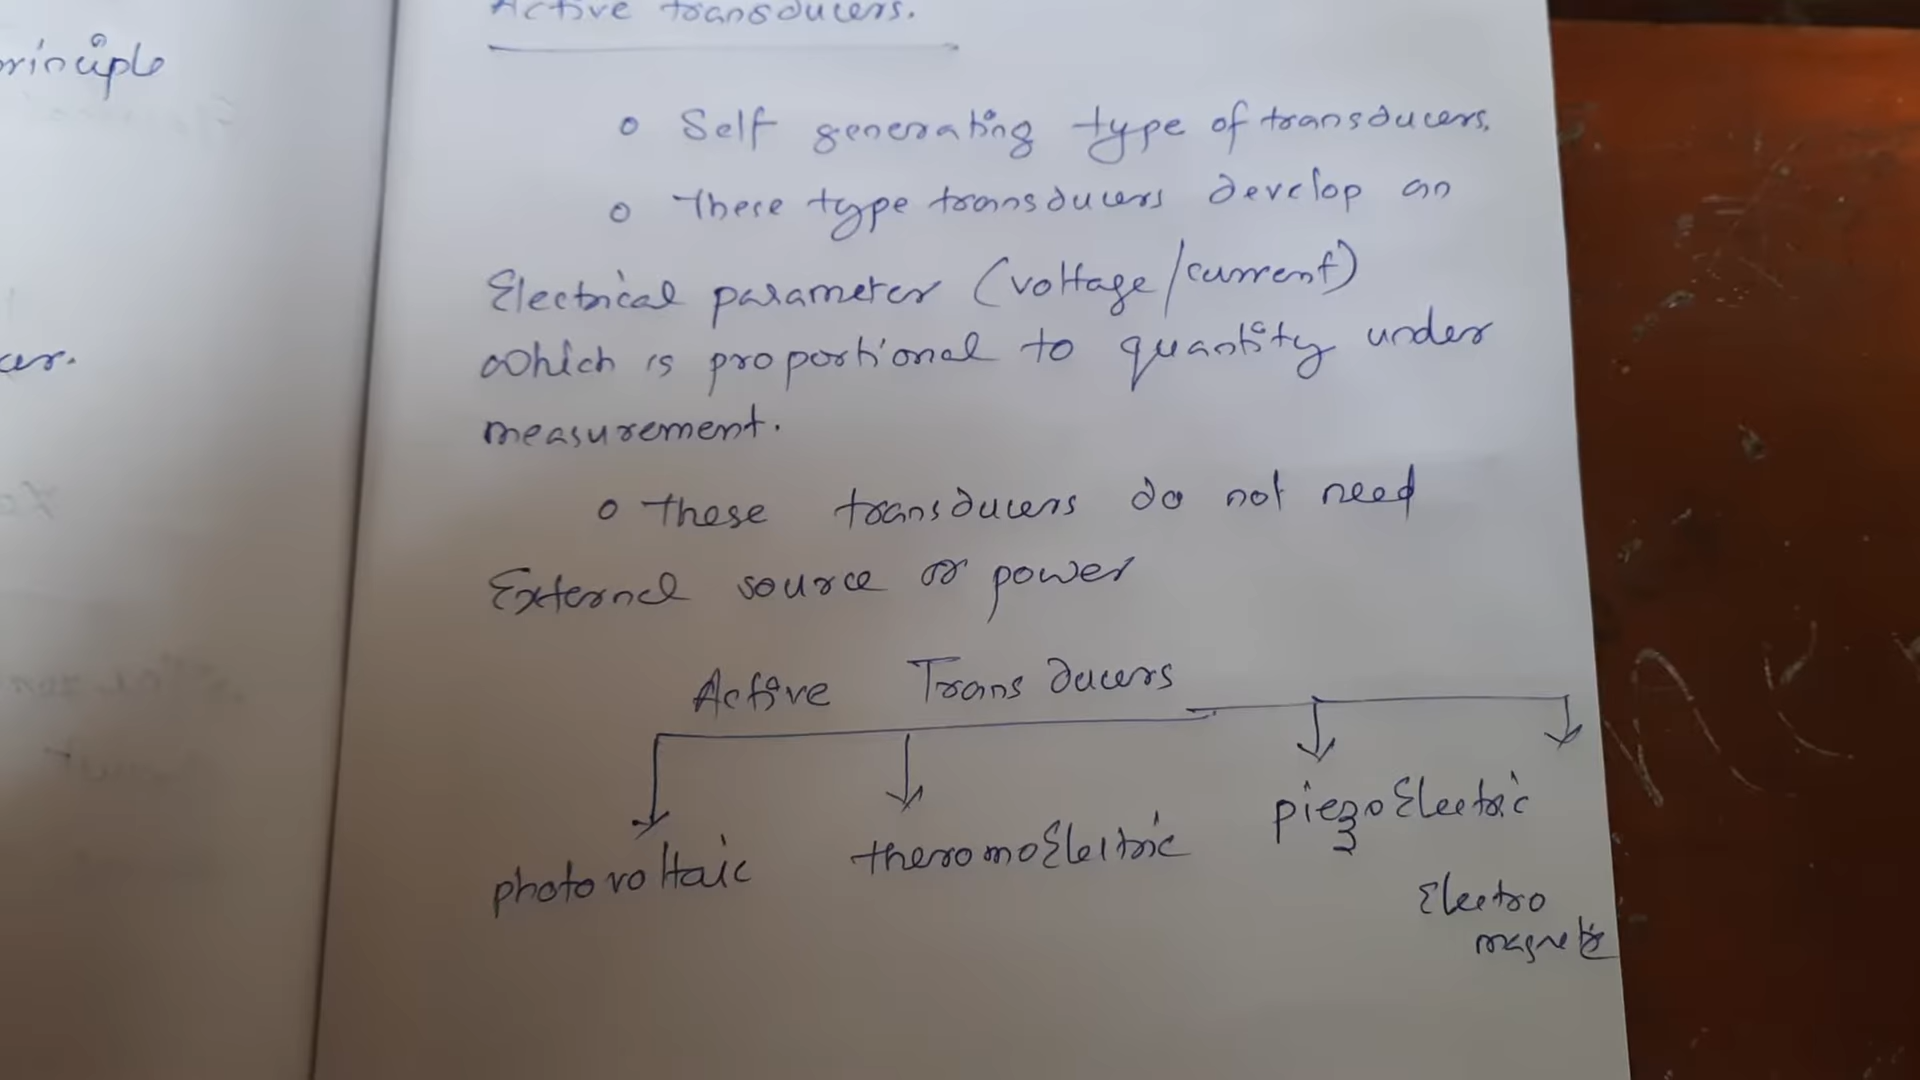 rinciple
cer.
Active transducers.
o Self generating type of transducers.
o These type transducers develop an
Electrical parameter (voltage/current)
which is proportional to quantity under
measurement.
o these transducers do not need
External source or power
Active Transducers
photovoltaic thermoElectric piezoElectric
Electro
magnetic